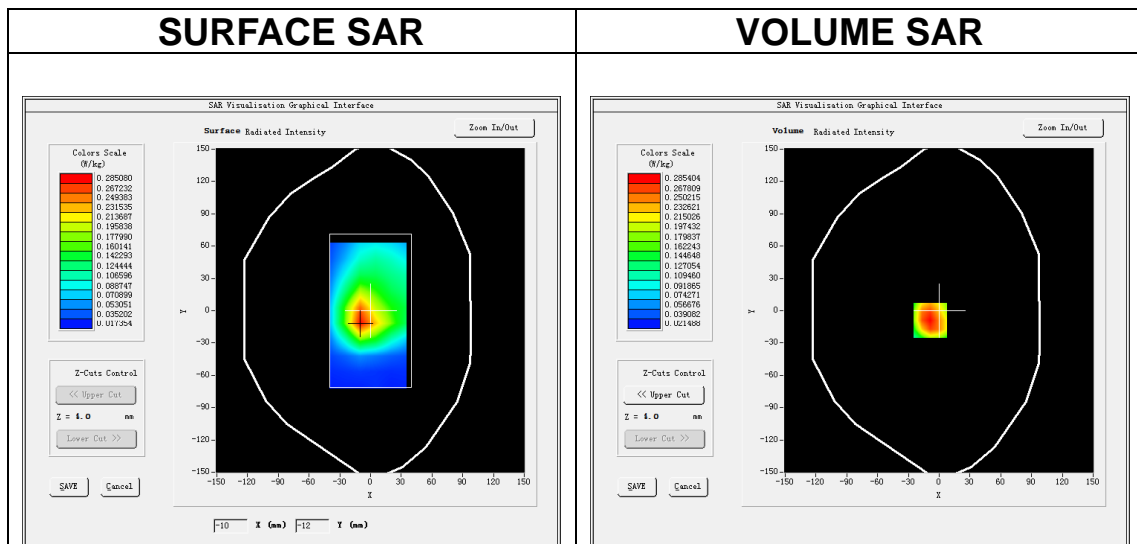 SURFACE SAR
VOLUME SAR
SAR Visualisation Graphical Interface
Surface Radiated Intensity
Zoom In/Out
Colors Scale
(W/kg)
0.285080
0.267232
0.249383
0.231535
0.213687
0.195838
0.177990
0.160141
0.142293
0.124444
0.106596
0.088747
0.070899
0.053051
0.035202
0.017354
Z-Cuts Control
<< Upper Cut
Z = 4.0 mm
Lower Cut >>
SAVE Cancel
150
120
90
60
30
0
-30
-60
-90
-120
-150
Y
-150 -120 -90 -60 -30 0 30 60 90 120 150
X
-10 X (mm) -12 Y (mm)
SAR Visualisation Graphical Interface
Volume Radiated Intensity
Zoom In/Out
Colors Scale
(W/kg)
0.285404
0.267809
0.250215
0.232621
0.215026
0.197432
0.179837
0.162243
0.144648
0.127054
0.109460
0.091865
0.074271
0.056676
0.039082
0.021488
Z-Cuts Control
<< Upper Cut
Z = 4.0 mm
Lower Cut >>
SAVE Cancel
150
120
90
60
30
0
-30
-60
-90
-120
-150
Y
-150 -120 -90 -60 -30 0 30 60 90 120 150
X